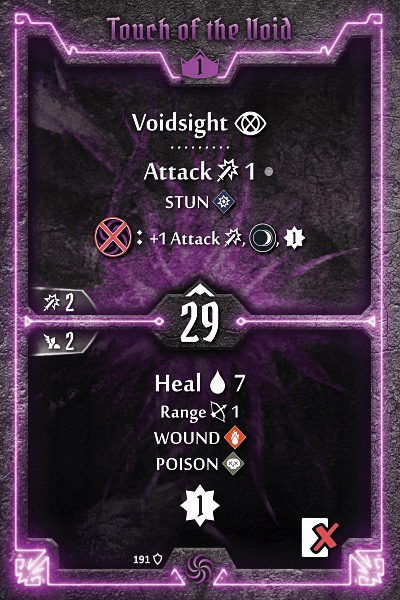 Touch of the Void
1
Voidsight
Attack 1
STUN
: +1 Attack , , 1
2
29
2
Heal 7
Range 1
WOUND
POISON
1
191